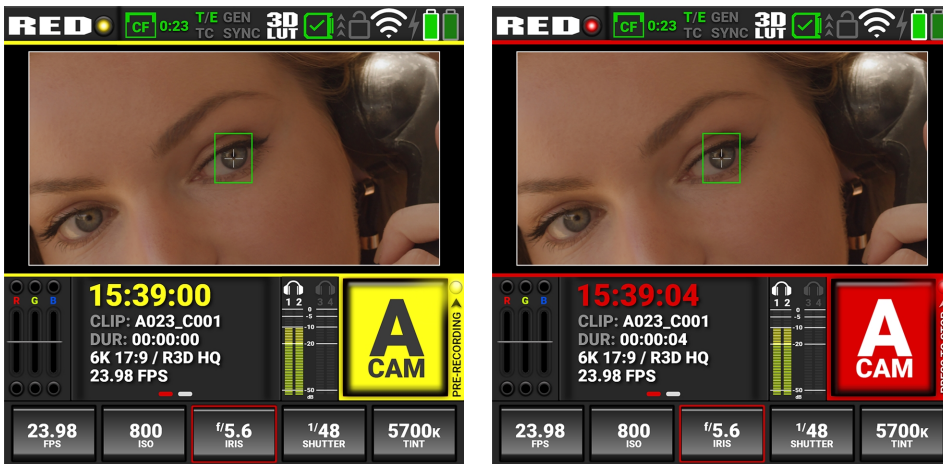 RED CF 0:23 T/E GEN 3D
TC SYNC LUT
R G B
15:39:00
CLIP: A023_C001
DUR: 00:00:00
6K 17:9 / R3D HQ
23.98 FPS
1 2 3 4
0
-5
-10
-20
-50
dB
A
CAM
PRE-RECORDING
23.98
FPS
800
ISO
f/5.6
IRIS
1/48
SHUTTER
5700K
TINT
RED CF 0:23 T/E GEN 3D
TC SYNC LUT
R G B
15:39:04
CLIP: A023_C001
DUR: 00:00:04
6K 17:9 / R3D HQ
23.98 FPS
1 2 3 4
0
-5
-10
-20
-50
dB
A
CAM
23.98
FPS
800
ISO
f/5.6
IRIS
1/48
SHUTTER
5700K
TINT